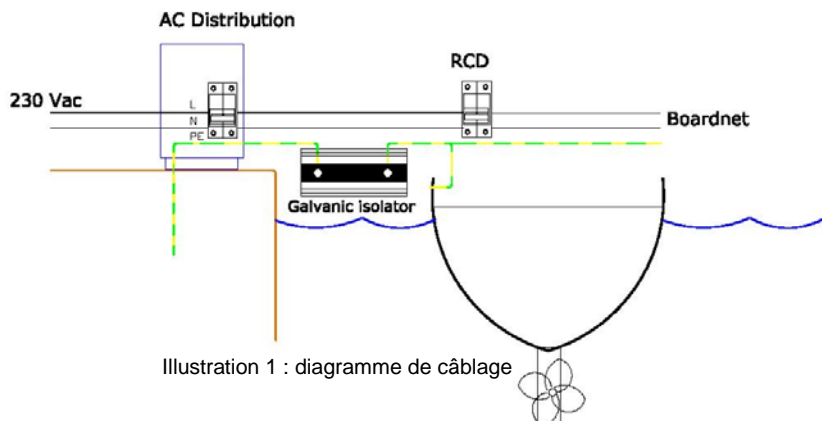 AC Distribution
RCD
230 Vac
L
N
PE
Boardnet
Galvanic isolator
Illustration 1 : diagramme de câblage